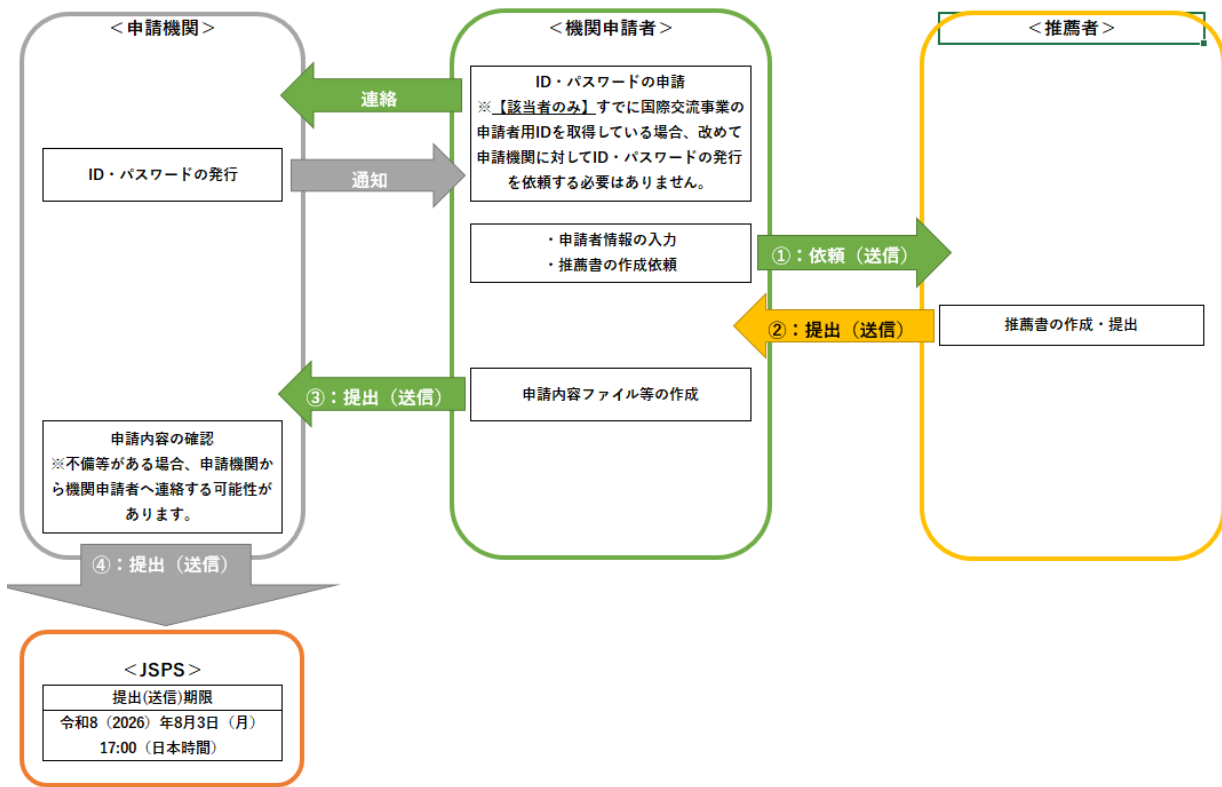 ＜申請機関＞
＜機関申請者＞
＜推薦者＞
連絡
ID・パスワードの申請
※【該当者のみ】すでに国際交流事業の
申請者用IDを取得している場合、改めて
申請機関に対してID・パスワードの発行
を依頼する必要はありません。
ID・パスワードの発行
通知
・申請者情報の入力
・推薦書の作成依頼
①：依頼（送信）
②：提出（送信）
推薦書の作成・提出
③：提出（送信）
申請内容ファイル等の作成
申請内容の確認
※不備等がある場合、申請機関か
ら機関申請者へ連絡する可能性が
あります。
④：提出（送信）
＜JSPS＞
提出(送信)期限
令和8（2026）年8月3日（月）
17:00（日本時間）